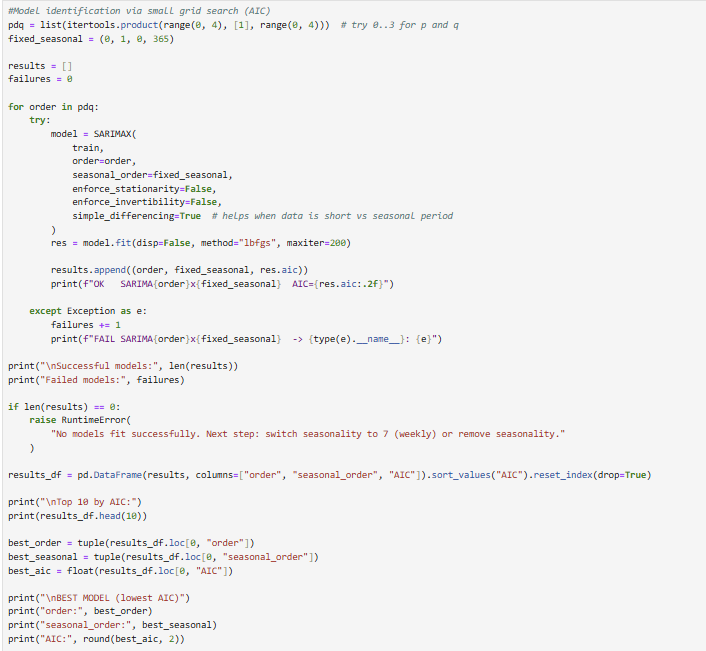 #Model identification via small grid search (AIC)
pdq = list(itertools.product(range(0, 4), [1], range(0, 4)))  # try 0..3 for p and q
fixed_seasonal = (0, 1, 0, 365)

results = []
failures = 0

for order in pdq:
    try:
        model = SARIMAX(
            train,
            order=order,
            seasonal_order=fixed_seasonal,
            enforce_stationarity=False,
            enforce_invertibility=False,
            simple_differencing=True  # helps when data is short vs seasonal period
        )
        res = model.fit(disp=False, method="lbfgs", maxiter=200)

        results.append((order, fixed_seasonal, res.aic))
        print(f"OK   SARIMA{order}x{fixed_seasonal}  AIC={res.aic:.2f}")

    except Exception as e:
        failures += 1
        print(f"FAIL SARIMA{order}x{fixed_seasonal}  -> {type(e).__name__}: {e}")

print("\nSuccessful models:", len(results))
print("Failed models:", failures)

if len(results) == 0:
    raise RuntimeError(
        "No models fit successfully. Next step: switch seasonality to 7 (weekly) or remove seasonality."
    )

results_df = pd.DataFrame(results, columns=["order", "seasonal_order", "AIC"]).sort_values("AIC").reset_index(drop=True)

print("\nTop 10 by AIC:")
print(results_df.head(10))

best_order = tuple(results_df.loc[0, "order"])
best_seasonal = tuple(results_df.loc[0, "seasonal_order"])
best_aic = float(results_df.loc[0, "AIC"])

print("\nBEST MODEL (lowest AIC)")
print("order:", best_order)
print("seasonal_order:", best_seasonal)
print("AIC:", round(best_aic, 2))